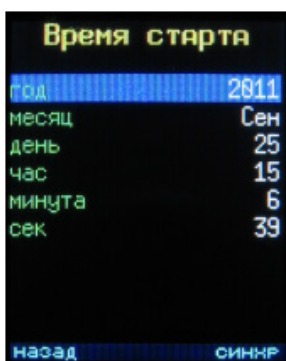 Время старта
год 2011
месяц Сен
день 25
час 15
минута 6
сек 39
назад синхр